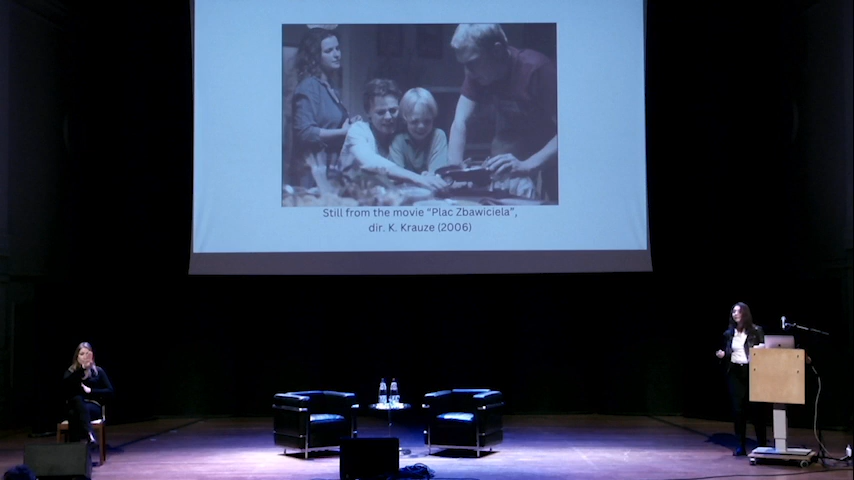 Still from the movie "Plac Zbawiciela",
dir. K. Krauze (2006)